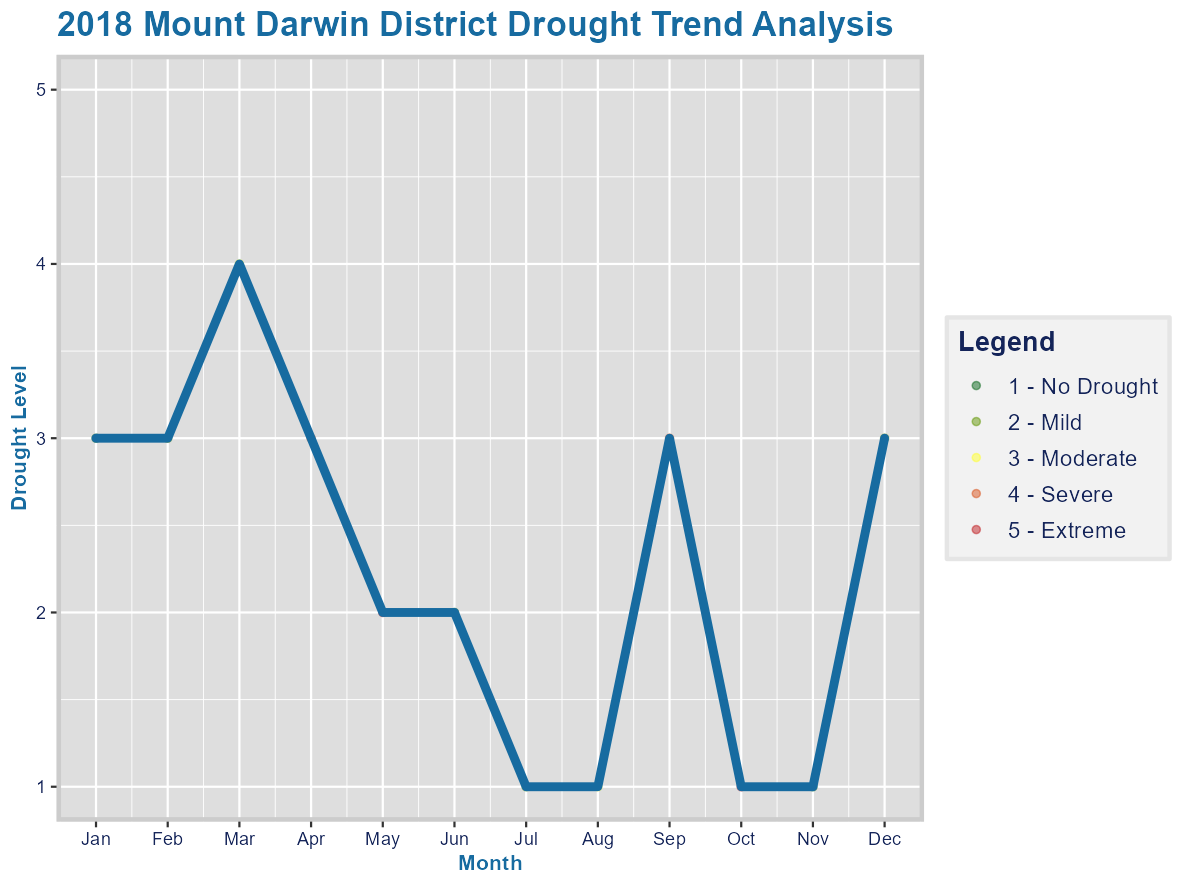 2018 Mount Darwin District Drought Trend Analysis
Drought Level
5
4
3
2
1
Jan Feb Mar Apr May Jun Jul Aug Sep Oct Nov Dec
Month
Legend
1 - No Drought
2 - Mild
3 - Moderate
4 - Severe
5 - Extreme